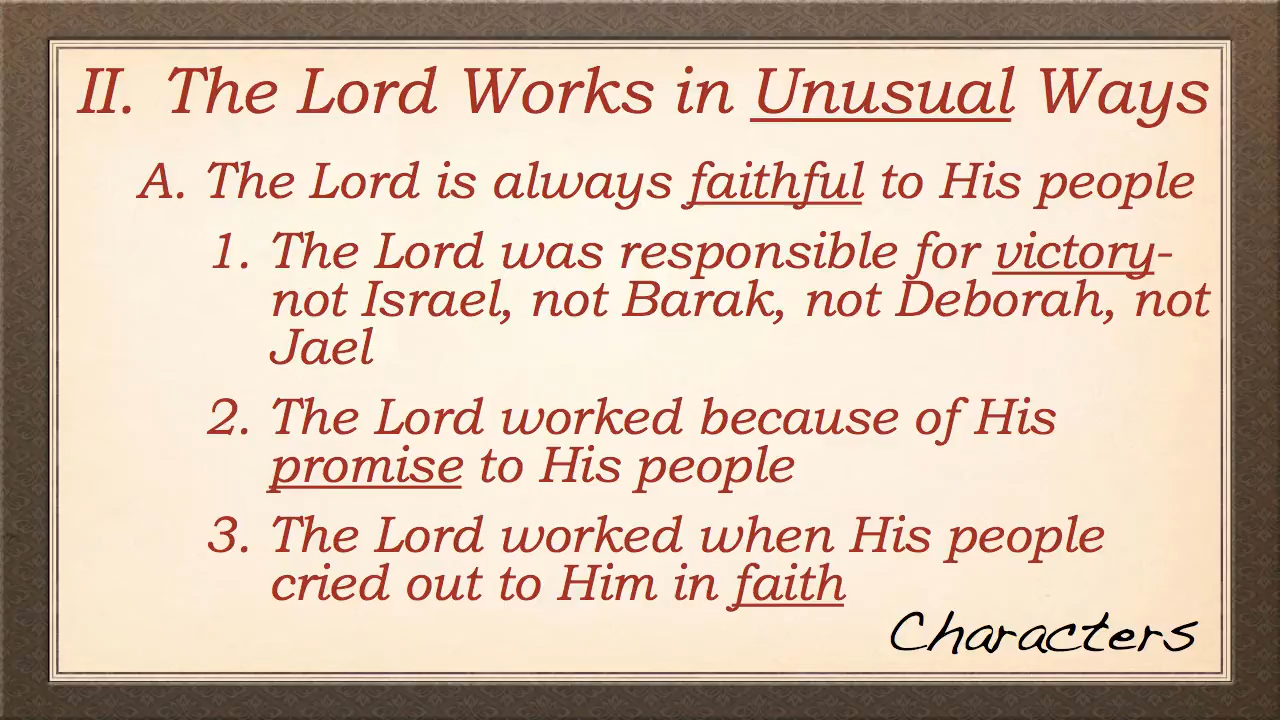 II. The Lord Works in Unusual Ways
A. The Lord is always faithful to His people
1. The Lord was responsible for victory-
not Israel, not Barak, not Deborah, not
Jael
2. The Lord worked because of His
promise to His people
3. The Lord worked when His people
cried out to Him in faith
Characters